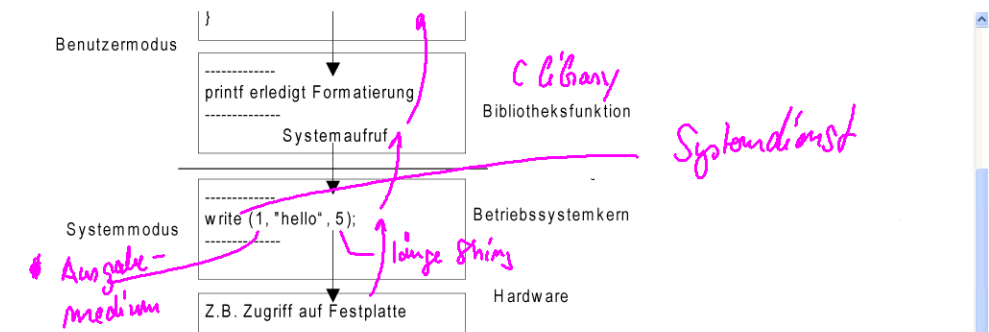 }
Benutzermodus
printf erledigt Formatierung
C Library
Bibliotheksfunktion
Systemaufruf
Systemdienst
write (1, "hello“ , 5);
Betriebssystemkern
Systemmodus
länge String
Ausgabe-
medium
Hardware
Z.B. Zugriff auf Festplatte